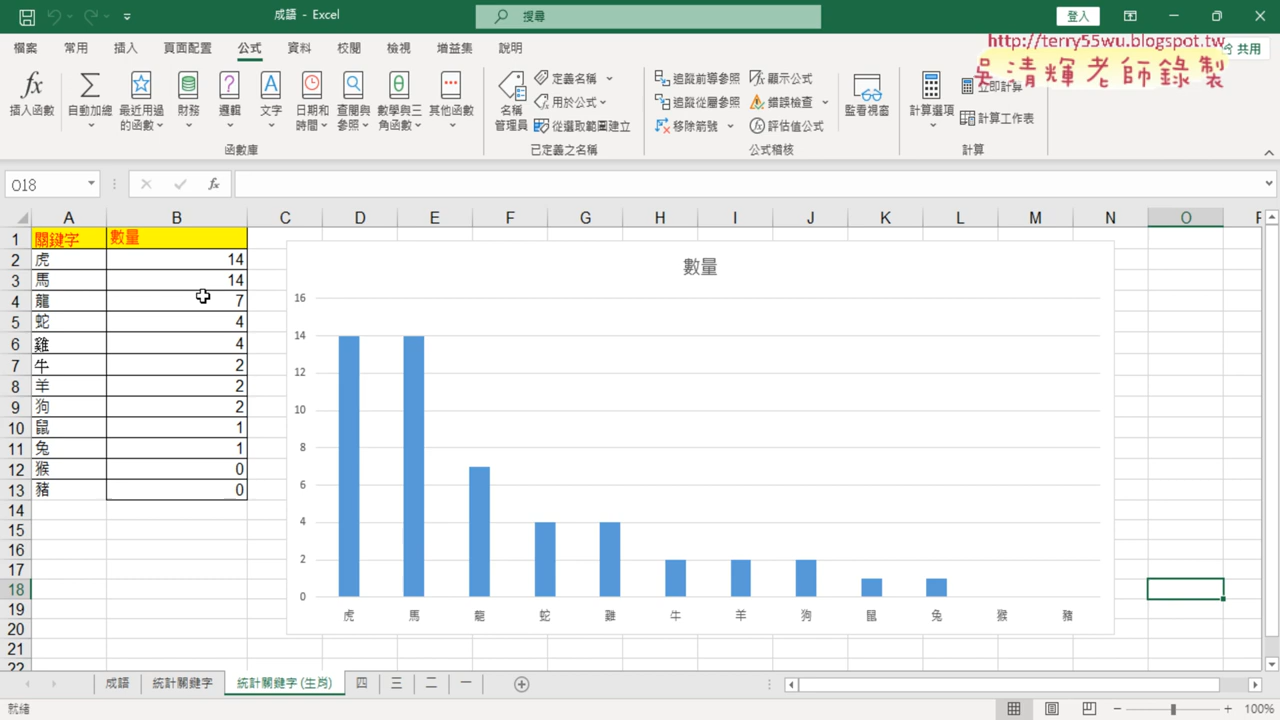 成語 - Excel
搜尋
登入
檔案 常用 插入 頁面配置 公式 資料 校閱 檢視 增益集 說明
共用
http://terry55wu.blogspot.tw
吳清輝老師錄製
插入函數
自動加總
最近用過的函數
財務
邏輯
文字
日期和時間
查閱與參照
數學與三角函數
其他函數
函數庫
名稱管理員
定義名稱
用於公式
從選取範圍建立
已定義之名稱
追蹤前導參照
追蹤從屬參照
移除箭號
顯示公式
錯誤檢查
評估值公式
公式稽核
監看視窗
計算選項
立即計算
計算工作表
計算
O18
fx
A B C D E F G H I J K L M N O P
1 關鍵字 數量
2 虎 14
3 馬 14
4 龍 7
5 蛇 4
6 雞 4
7 牛 2
8 羊 2
9 狗 2
10 鼠 1
11 兔 1
12 猴 0
13 豬 0
14
15
16
17
18
19
20
21
22
數量
16
14
12
10
8
6
4
2
0
虎 馬 龍 蛇 雞 牛 羊 狗 鼠 兔 猴 豬
成語 統計關鍵字 統計關鍵字 (生肖) 四 三 二 一
就緒
100%